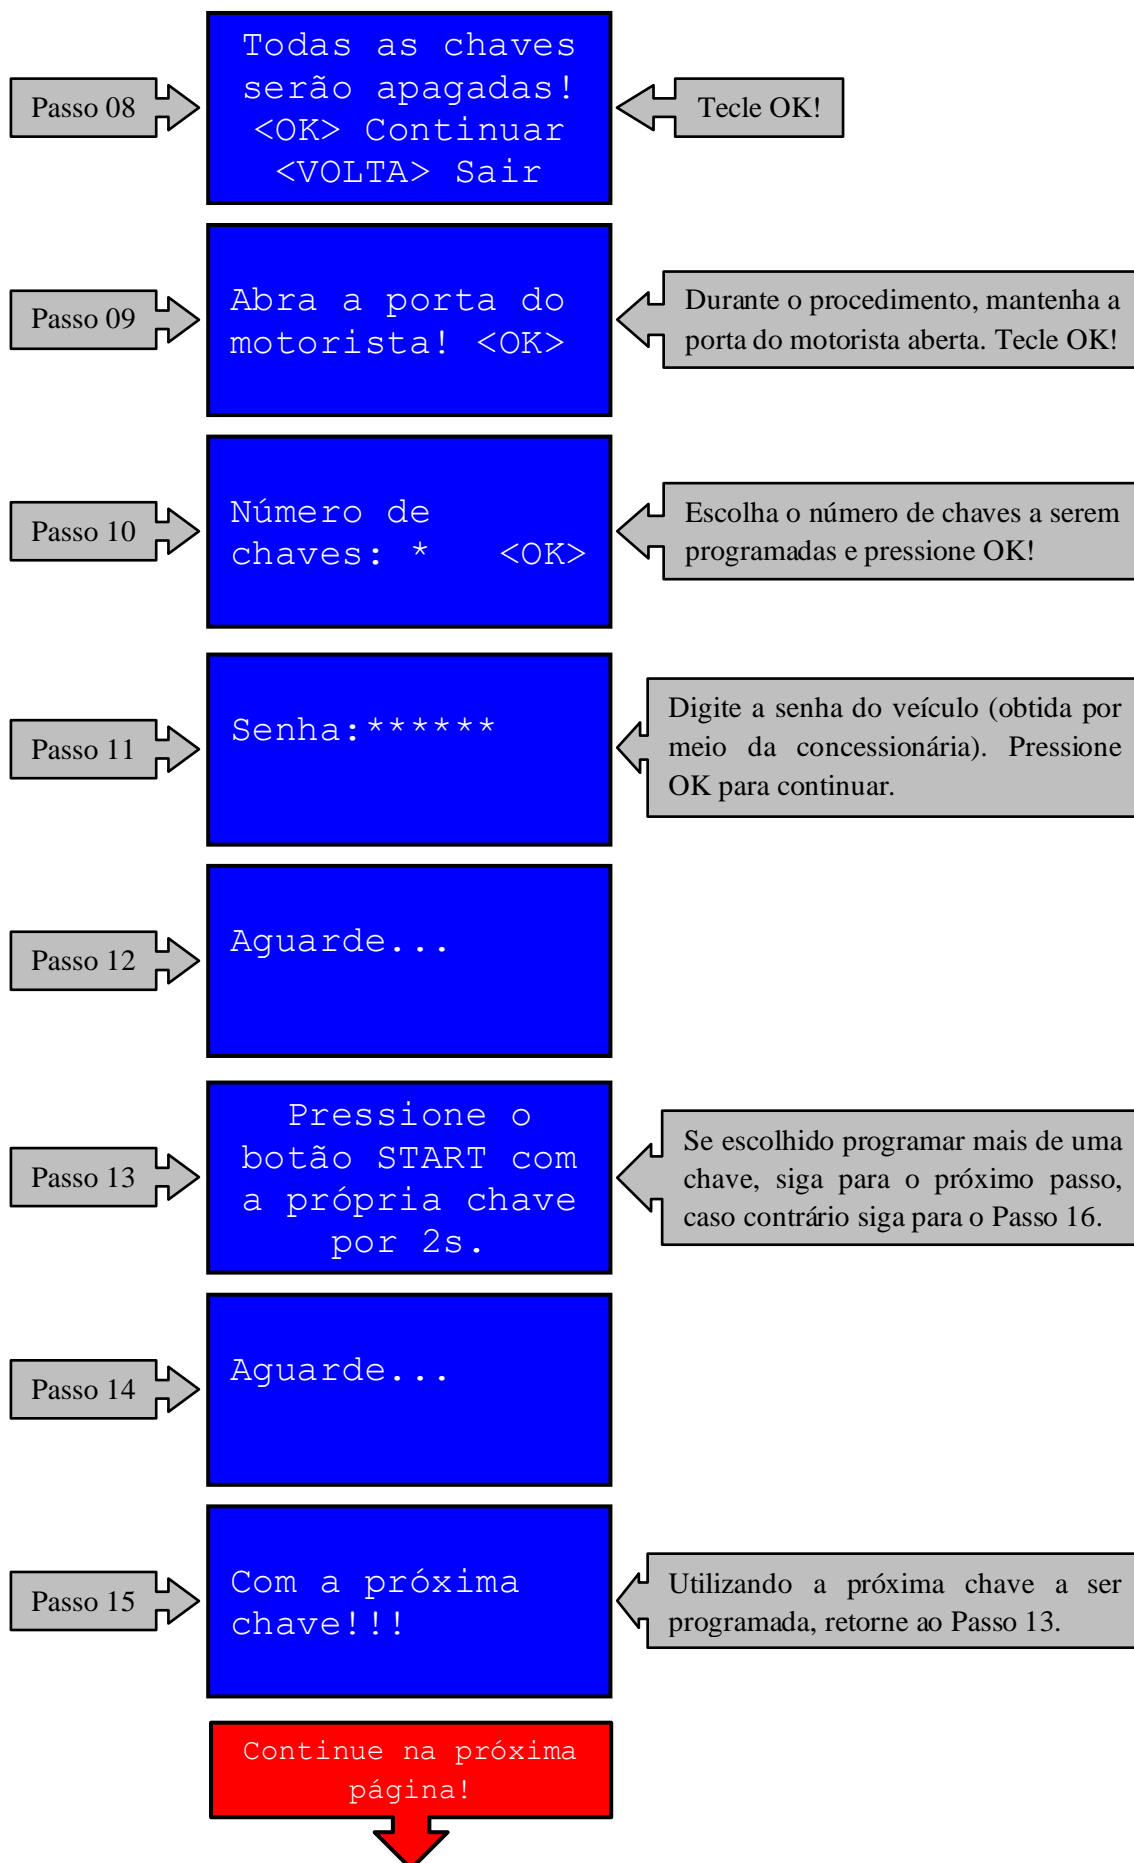 Passo 08
Todas as chaves
serão apagadas!
<OK> Continuar
<VOLTA> Sair
Tecle OK!
Passo 09
Abra a porta do
motorista! <OK>
Durante o procedimento, mantenha a
porta do motorista aberta. Tecle OK!
Passo 10
Número de
chaves: * <OK>
Escolha o número de chaves a serem
programadas e pressione OK!
Passo 11
Senha:******
Digite a senha do veículo (obtida por
meio da concessionária). Pressione
OK para continuar.
Passo 12
Aguarde...
Passo 13
Pressione o
botão START com
a própria chave
por 2s.
Se escolhido programar mais de uma
chave, siga para o próximo passo,
caso contrário siga para o Passo 16.
Passo 14
Aguarde...
Passo 15
Com a próxima
chave!!!
Utilizando a próxima chave a ser
programada, retorne ao Passo 13.
Continue na próxima
página!